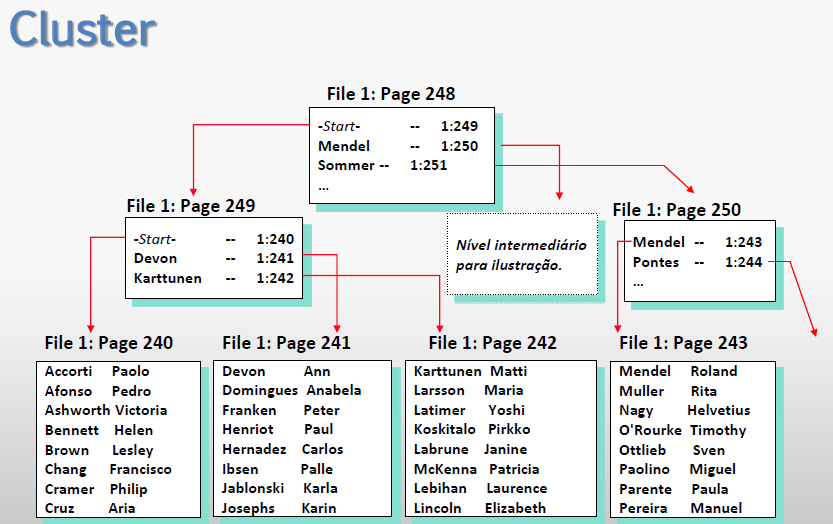 Cluster
File 1: Page 248
-Start- -- 1:249
Mendel -- 1:250
Sommer -- 1:251
...
File 1: Page 249
-Start- -- 1:240
Devon -- 1:241
Karttunen -- 1:242
Nível intermediário
para ilustração.
File 1: Page 250
Mendel -- 1:243
Pontes -- 1:244
...
File 1: Page 240
Accorti Paolo
Afonso Pedro
Ashworth Victoria
Bennett Helen
Brown Lesley
Chang Francisco
Cramer Philip
Cruz Aria
File 1: Page 241
Devon Ann
Domingues Anabela
Franken Peter
Henriot Paul
Hernadez Carlos
Ibsen Palle
Jablonski Karla
Josephs Karin
File 1: Page 242
Karttunen Matti
Larsson Maria
Latimer Yoshi
Koskitalo Pirkko
Labrune Janine
McKenna Patricia
Lebihan Laurence
Lincoln Elizabeth
File 1: Page 243
Mendel Roland
Muller Rita
Nagy Helvetius
O'Rourke Timothy
Ottlieb Sven
Paolino Miguel
Parente Paula
Pereira Manuel